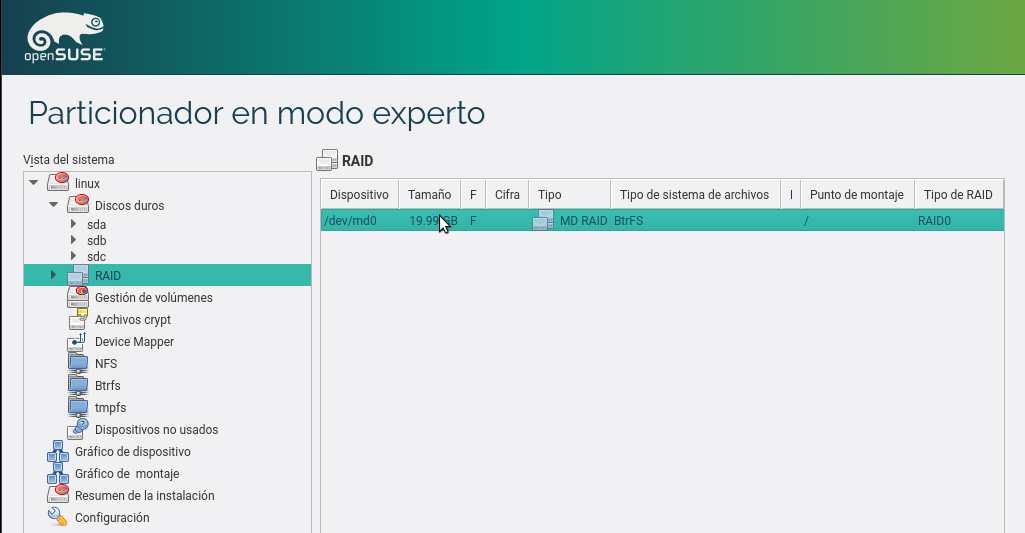 openSUSE
Particionador en modo experto
Vista del sistema
linux
Discos duros
sda
sdb
sdc
RAID
Gestión de volúmenes
Archivos crypt
Device Mapper
NFS
Btrfs
tmpfs
Dispositivos no usados
Gráfico de dispositivo
Gráfico de montaje
Resumen de la instalación
Configuración
RAID
Dispositivo Tamaño F Cifra Tipo Tipo de sistema de archivos I Punto de montaje Tipo de RAID
/dev/md0 F MD RAID BtrFS / RAID0